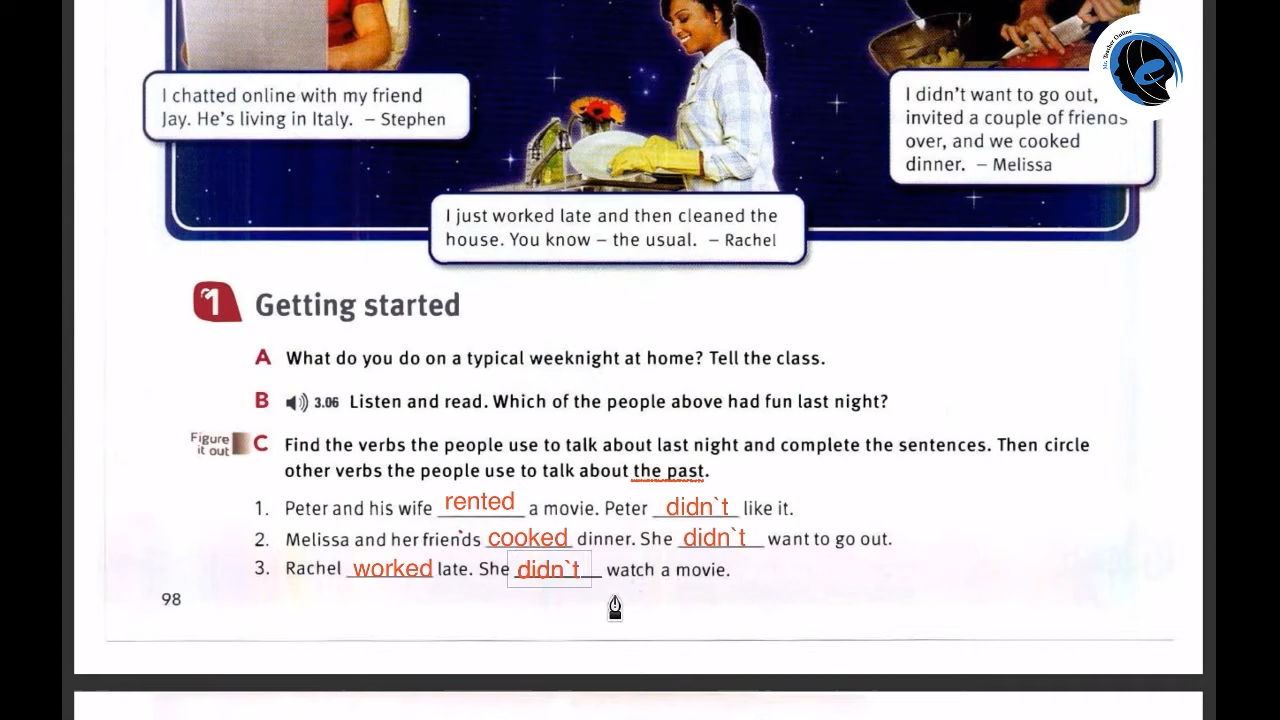 I chatted online with my friend
Jay. He's living in Italy. – Stephen
I didn't want to go out,
invited a couple of friends
over, and we cooked
dinner. – Melissa
Mr. Teacher Online
I just worked late and then cleaned the
house. You know – the usual. – Rachel
1 Getting started
A What do you do on a typical weeknight at home? Tell the class.
B 3.06 Listen and read. Which of the people above had fun last night?
Figure it out C Find the verbs the people use to talk about last night and complete the sentences. Then circle
other verbs the people use to talk about the past.
1. Peter and his wife rented a movie. Peter didn`t like it.
2. Melissa and her friends cooked dinner. She didn`t want to go out.
3. Rachel worked late. She didn`t watch a movie.
98